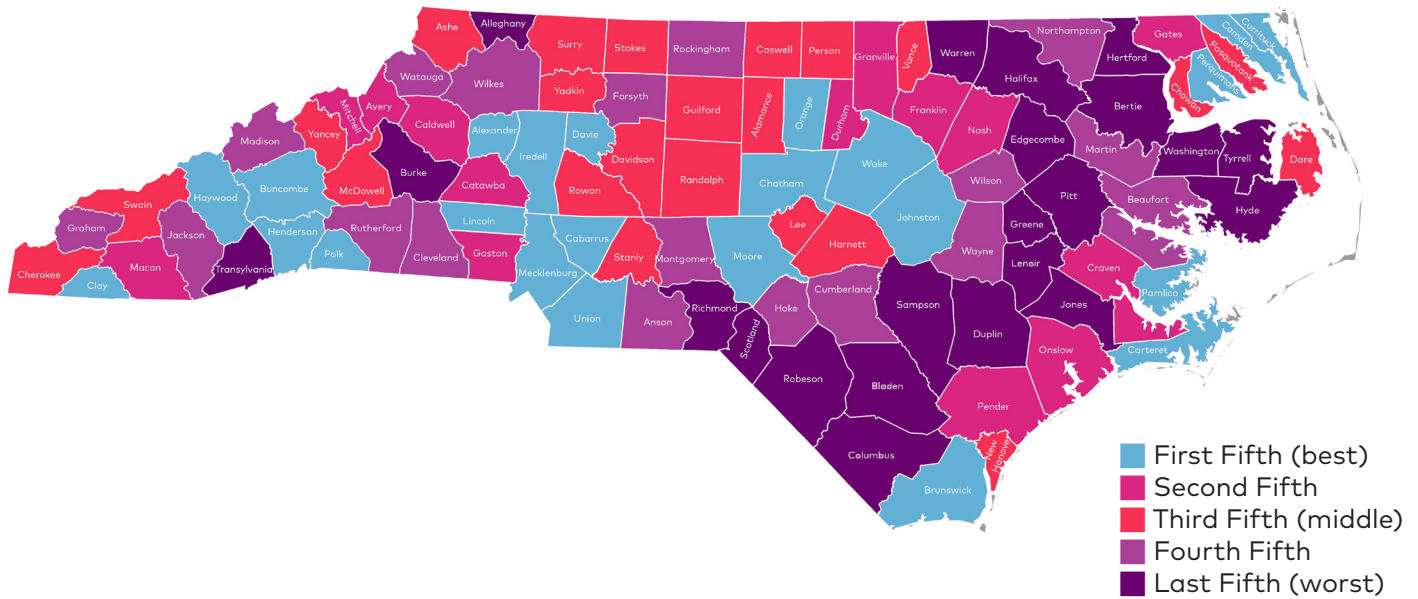 Ashe
Alleghany
Surry
Stokes
Rockingham
Caswell
Person
Granville
Vance
Warren
Halifax
Northampton
Hertford
Gates
Currituck
Camden
Pasquotank
Perquimans
Chowan
Bertie
Watauga
Wilkes
Yadkin
Forsyth
Guilford
Alamance
Orange
Durham
Franklin
Nash
Edgecombe
Martin
Washington
Tyrrell
Dare
Mitchell
Avery
Caldwell
Alexander
Iredell
Davie
Davidson
Randolph
Chatham
Wake
Wilson
Pitt
Beaufort
Hyde
Madison
Yancey
McDowell
Burke
Catawba
Rowan
Johnston
Greene
Swain
Haywood
Buncombe
Graham
Jackson
Henderson
Polk
Rutherford
Cleveland
Lincoln
Gaston
Cabarrus
Stanly
Montgomery
Moore
Lee
Harnett
Wayne
Lenoir
Craven
Pamlico
Cherokee
Clay
Macon
Transylvania
Mecklenburg
Union
Anson
Richmond
Scotland
Hoke
Cumberland
Sampson
Duplin
Jones
Onslow
Carteret
Robeson
Bladen
Pender
Columbus
New
Hanover
Brunswick
First Fifth (best)
Second Fifth
Third Fifth (middle)
Fourth Fifth
Last Fifth (worst)